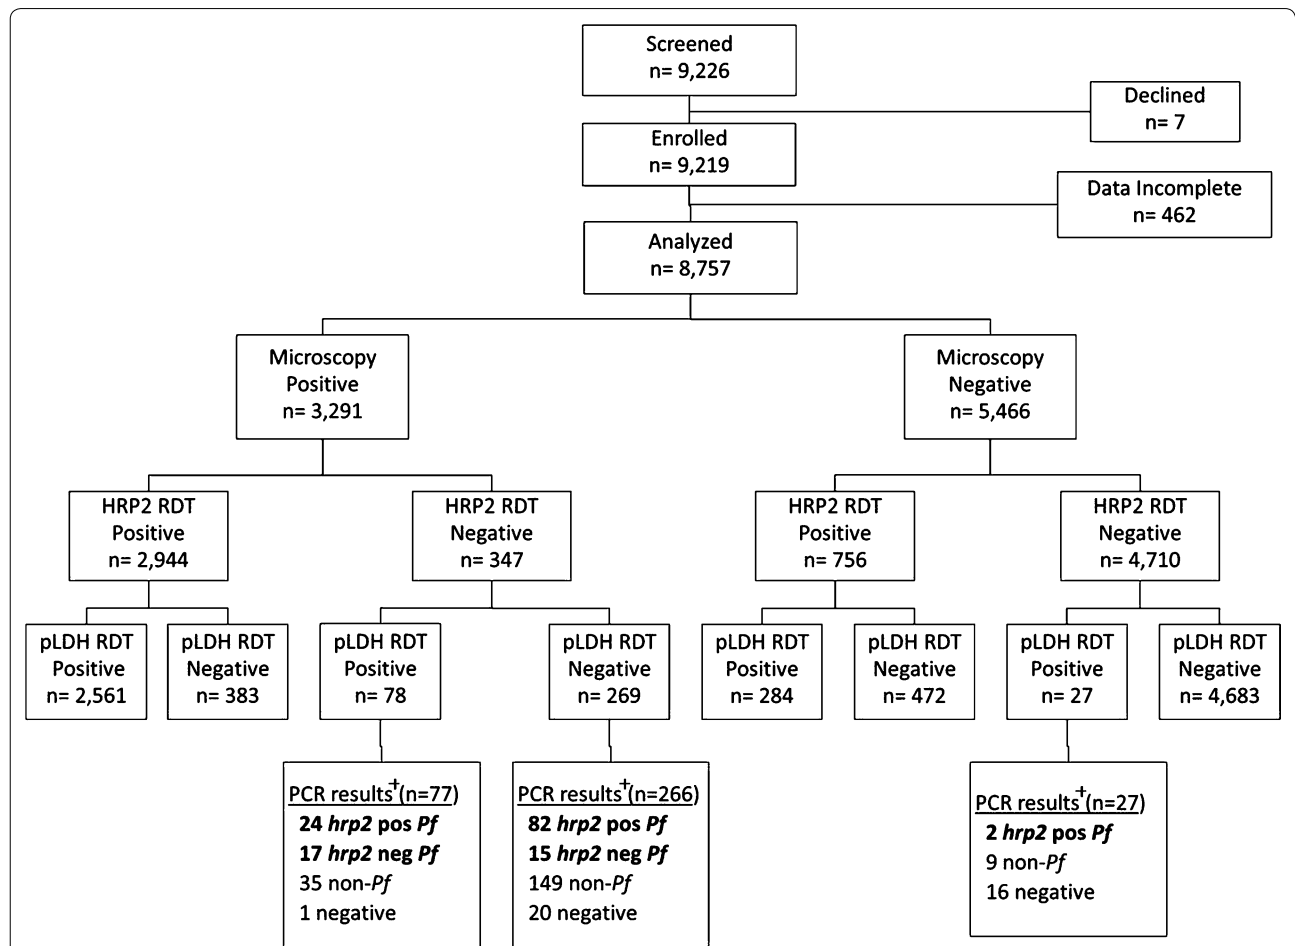 Screened
n= 9,226
Declined
n= 7
Enrolled
n= 9,219
Data Incomplete
n= 462
Analyzed
n= 8,757
Microscopy
Positive
n= 3,291
Microscopy
Negative
n= 5,466
HRP2 RDT
Positive
n= 2,944
HRP2 RDT
Negative
n= 347
HRP2 RDT
Positive
n= 756
HRP2 RDT
Negative
n= 4,710
pLDH RDT
Positive
n= 2,561
pLDH RDT
Negative
n= 383
pLDH RDT
Positive
n= 78
pLDH RDT
Negative
n= 269
pLDH RDT
Positive
n= 284
pLDH RDT
Negative
n= 472
pLDH RDT
Positive
n= 27
pLDH RDT
Negative
n= 4,683
PCR results+(n=77)
24 hrp2 pos Pf
17 hrp2 neg Pf
35 non-Pf
1 negative
PCR results+(n=266)
82 hrp2 pos Pf
15 hrp2 neg Pf
149 non-Pf
20 negative
PCR results+(n=27)
2 hrp2 pos Pf
9 non-Pf
16 negative